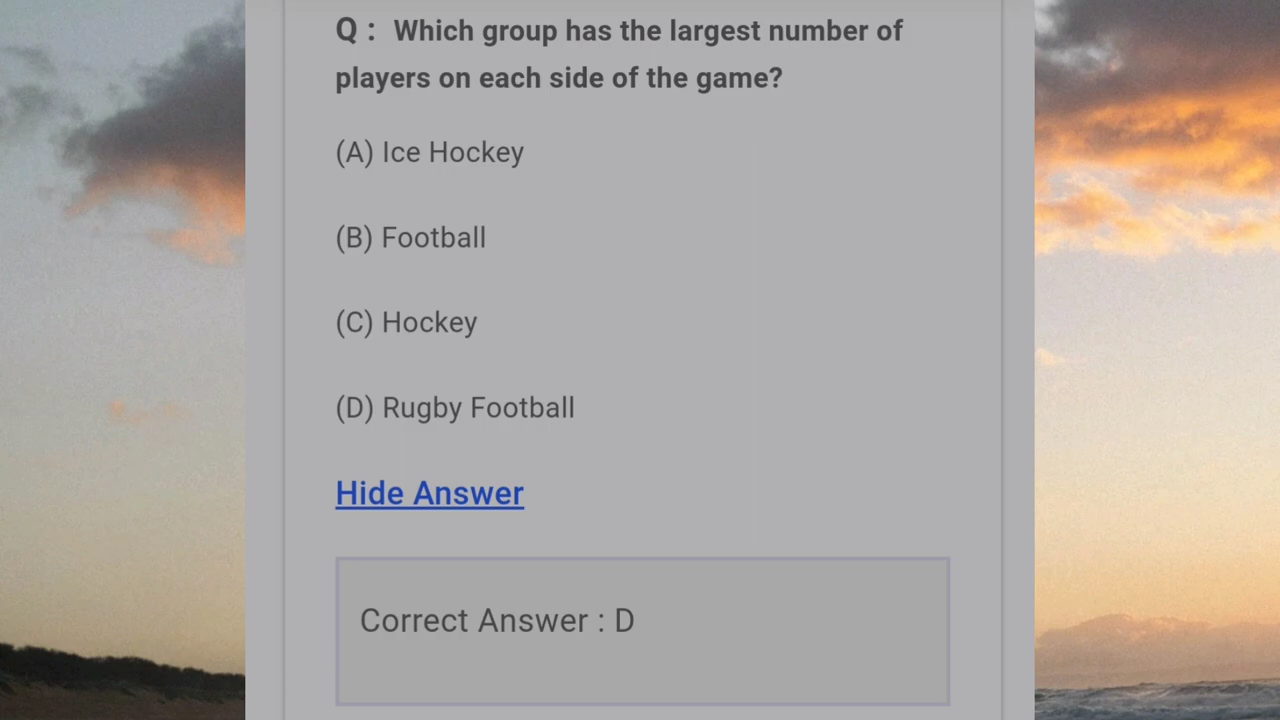 Q : Which group has the largest number of
players on each side of the game?
(A) Ice Hockey
(B) Football
(C) Hockey
(D) Rugby Football
Hide Answer
Correct Answer : D